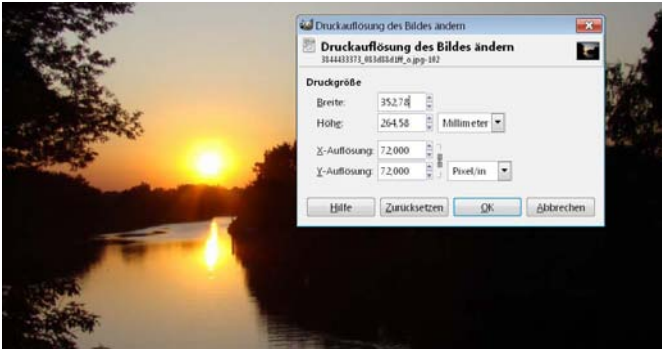 Druckauflösung des Bildes ändern
Druckauflösung des Bildes ändern
Druckgröße
Breite: 352,78
Höhe: 264,58 Millimeter
X-Auflösung: 72,000
Y-Auflösung: 72,000 Pixel/in
Hilfe Zurücksetzen OK Abbrechen